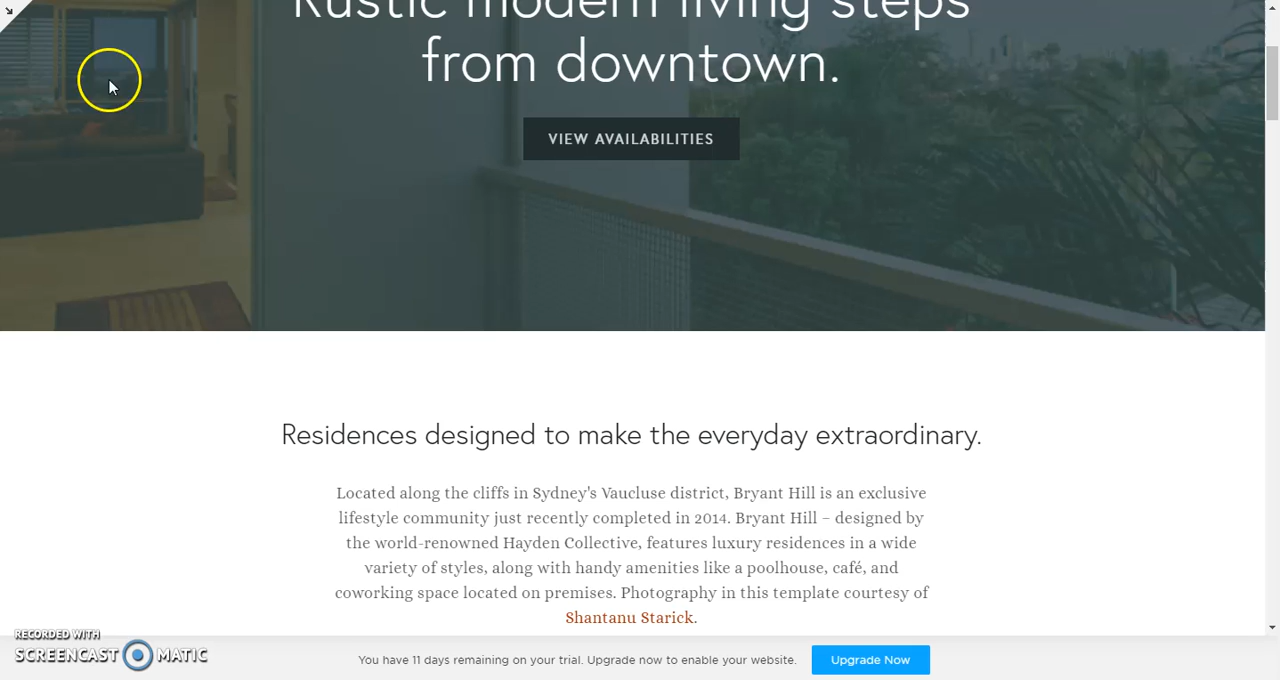 Rustic modern living steps
from downtown.
VIEW AVAILABILITIES
Residences designed to make the everyday extraordinary.
Located along the cliffs in Sydney's Vaucluse district, Bryant Hill is an exclusive
lifestyle community just recently completed in 2014. Bryant Hill – designed by
the world-renowned Hayden Collective, features luxury residences in a wide
variety of styles, along with handy amenities like a poolhouse, café, and
coworking space located on premises. Photography in this template courtesy of
Shantanu Starick.
RECORDED WITH
SCREENCAST MATIC
You have 11 days remaining on your trial. Upgrade now to enable your website.
Upgrade Now